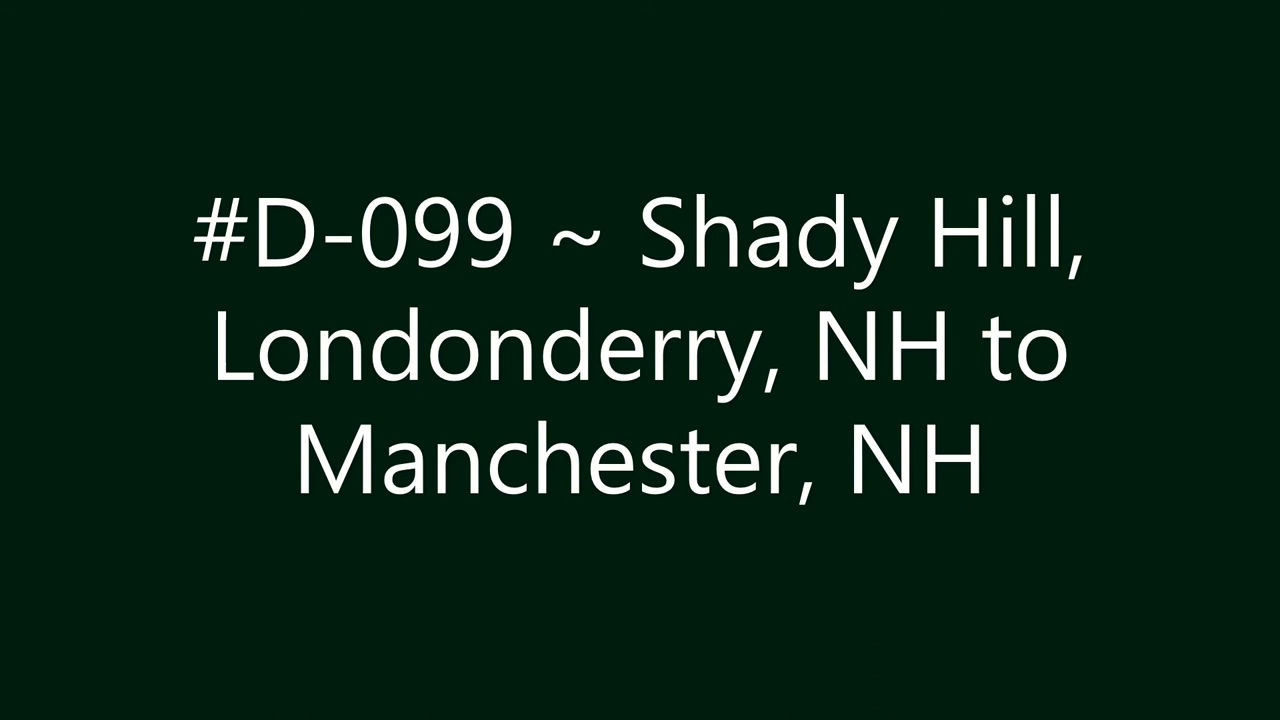 #D-099 ~ Shady Hill,
Londonderry, NH to
Manchester, NH